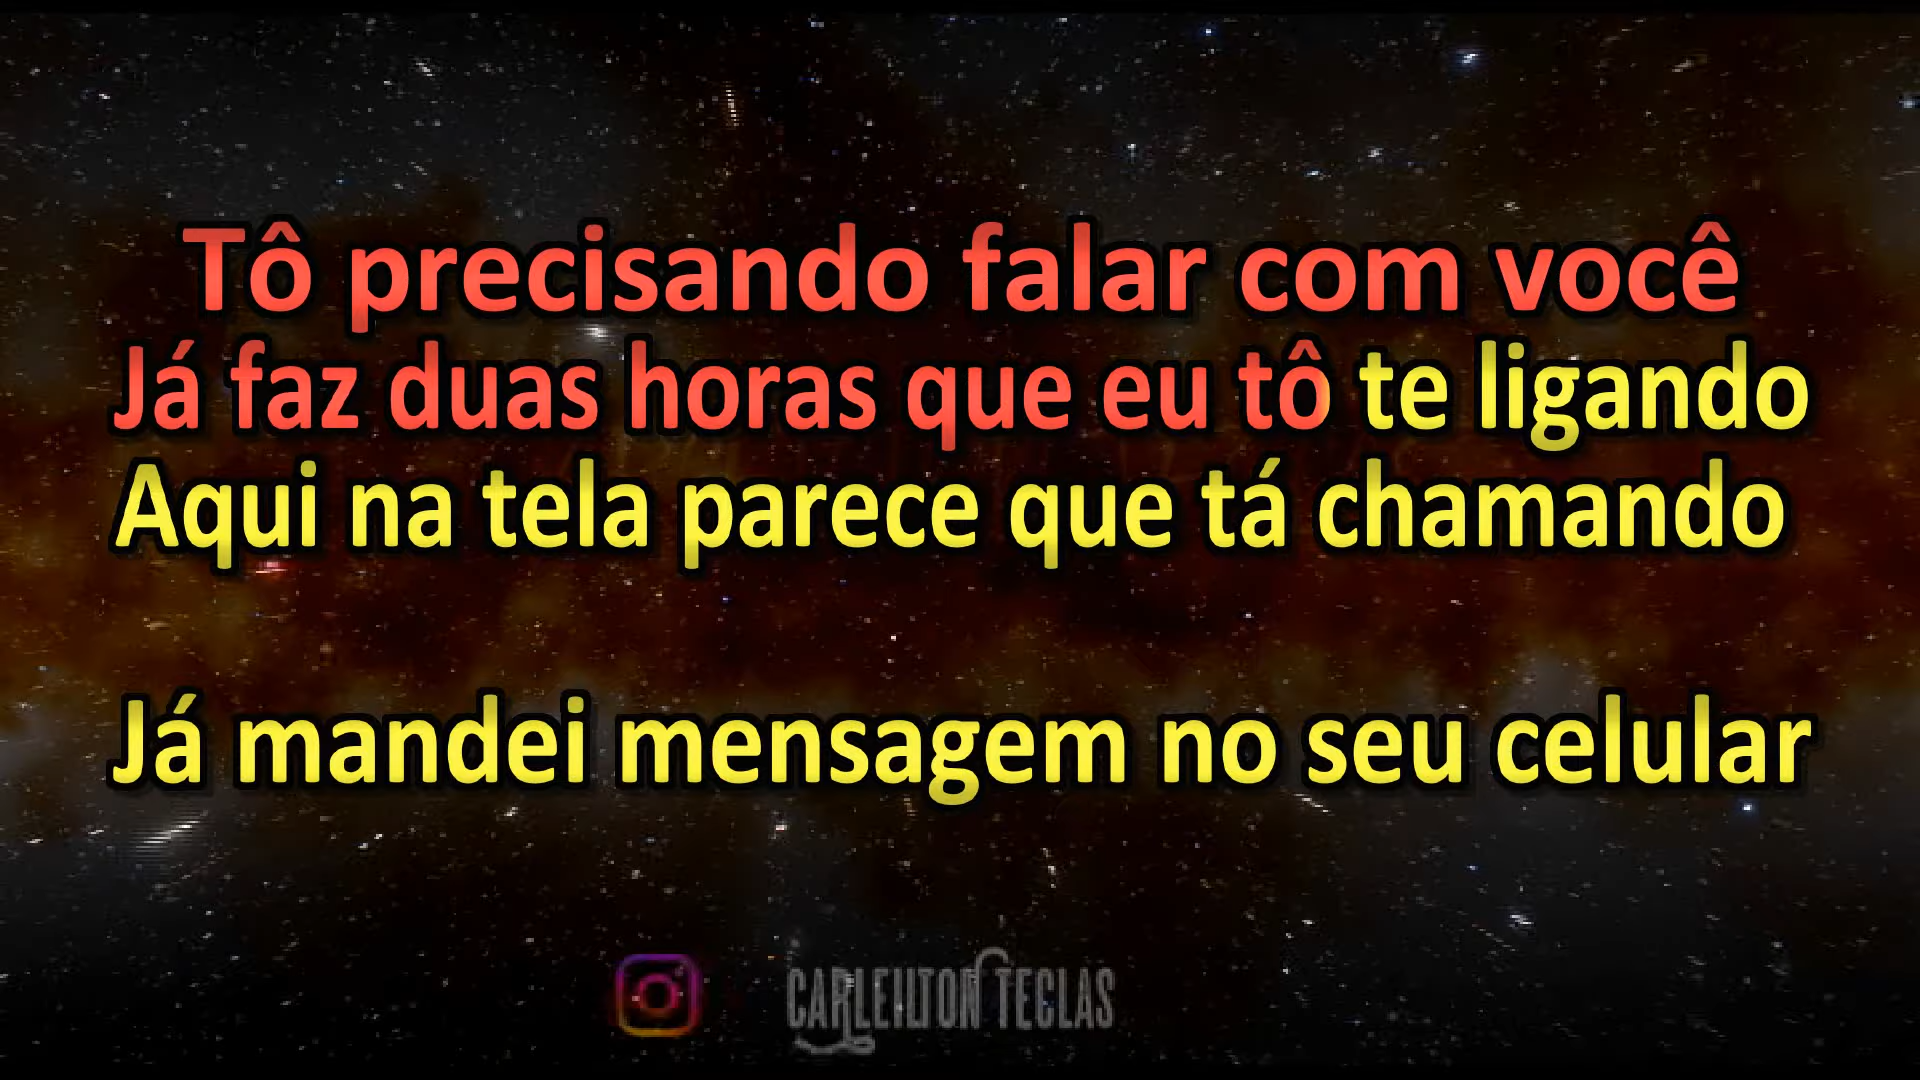 Tô precisando falar com você
Já faz duas horas que eu tô te ligando
Aqui na tela parece que tá chamando
Já mandei mensagem no seu celular
CARLEILTON TECLAS